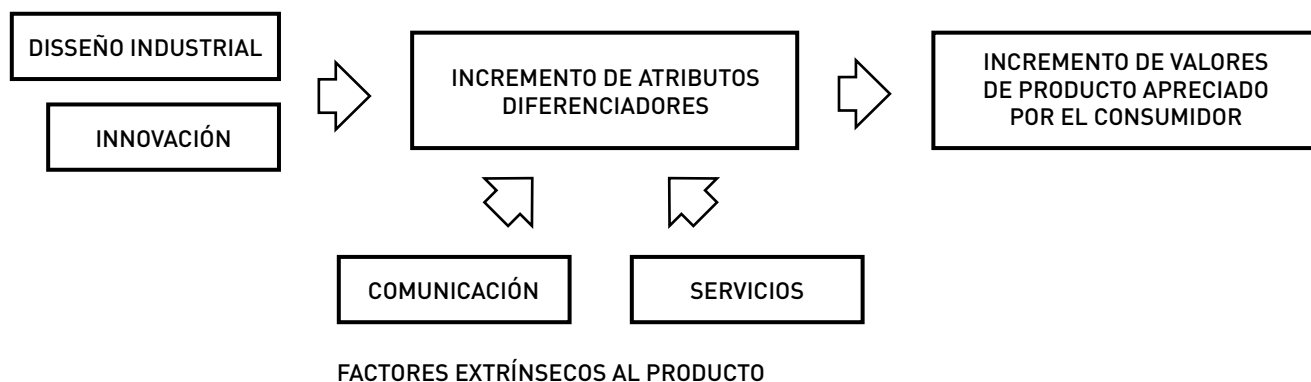 DISSEÑO INDUSTRIAL
INNOVACIÓN
INCREMENTO DE ATRIBUTOS
DIFERENCIADORES
INCREMENTO DE VALORES
DE PRODUCTO APRECIADO
POR EL CONSUMIDOR
COMUNICACIÓN
SERVICIOS
FACTORES EXTRÍNSECOS AL PRODUCTO